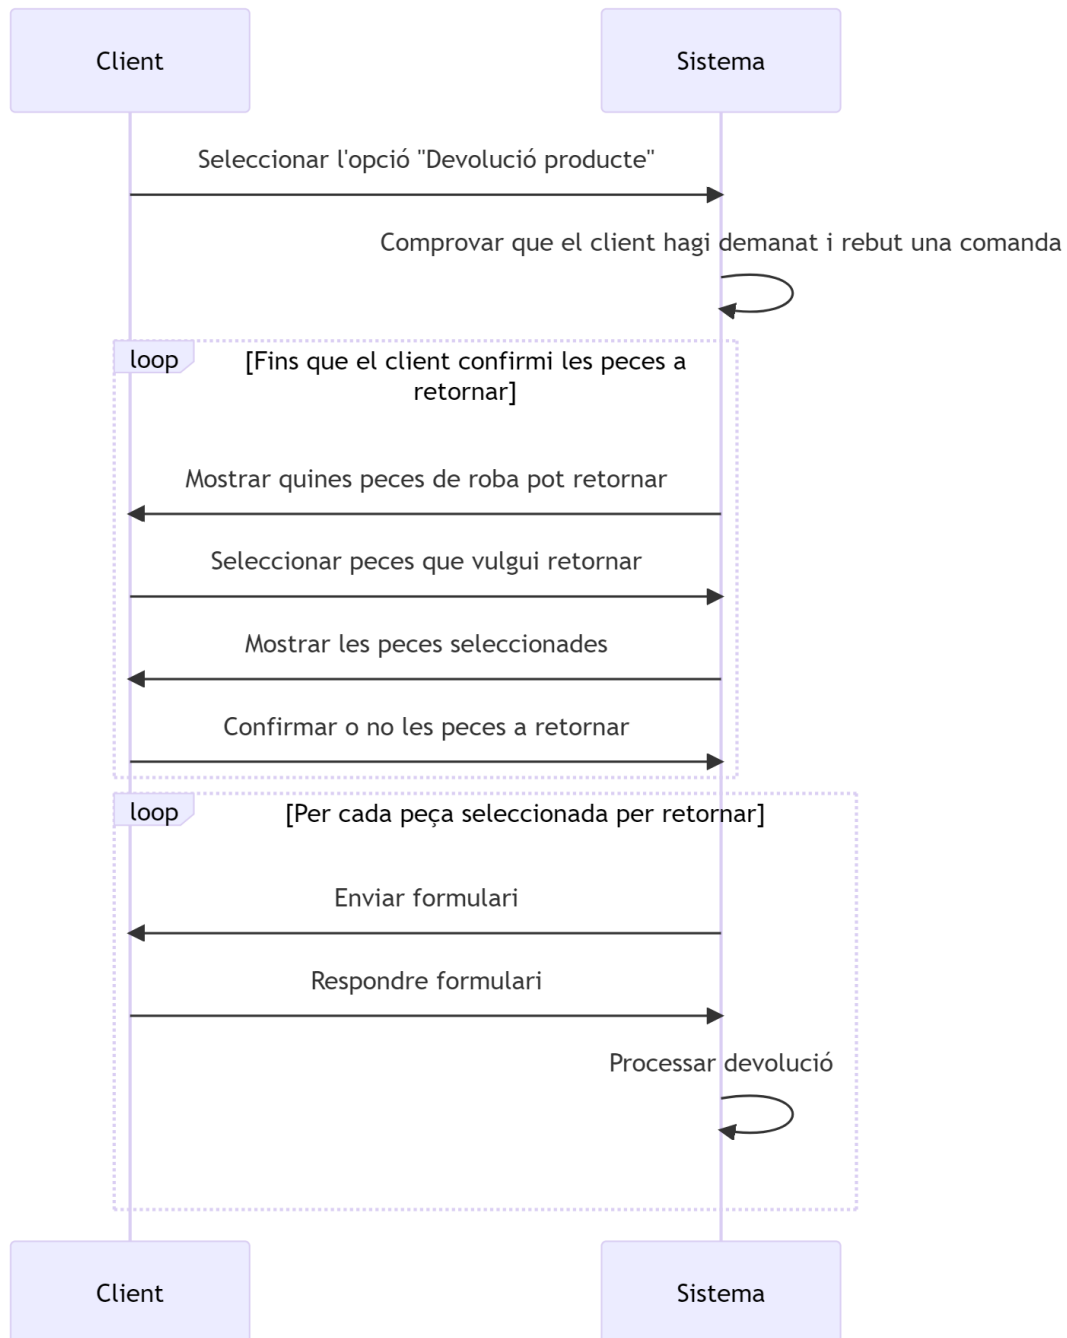 Client
Sistema
Seleccionar l'opció "Devolució producte"
Comprovar que el client hagi demanat i rebut una comanda
loop
[Fins que el client confirmi les peces a
retornar]
Mostrar quines peces de roba pot retornar
Seleccionar peces que vulgui retornar
Mostrar les peces seleccionades
Confirmar o no les peces a retornar
loop
[Per cada peça seleccionada per retornar]
Enviar formulari
Respondre formulari
Processar devolució
Client
Sistema